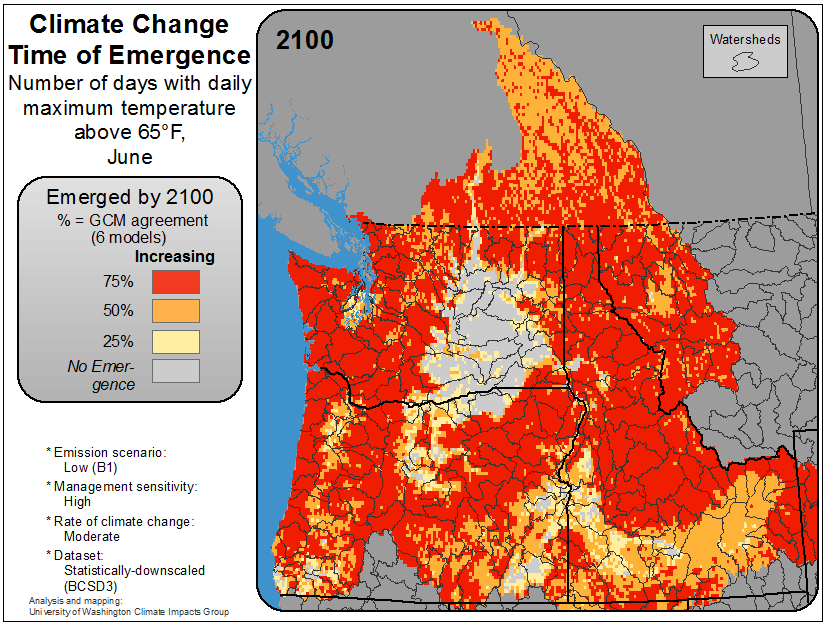 Climate Change
Time of Emergence
Number of days with daily
maximum temperature
above 65°F,
June
Emerged by 2100
% = GCM agreement
(6 models)
Increasing
75%
50%
25%
No Emer-
gence
* Emission scenario:
Low (B1)
* Management sensitivity:
High
* Rate of climate change:
Moderate
* Dataset:
Statistically-downscaled
(BCSD3)
Analysis and mapping:
University of Washington Climate Impacts Group
2100
Watersheds